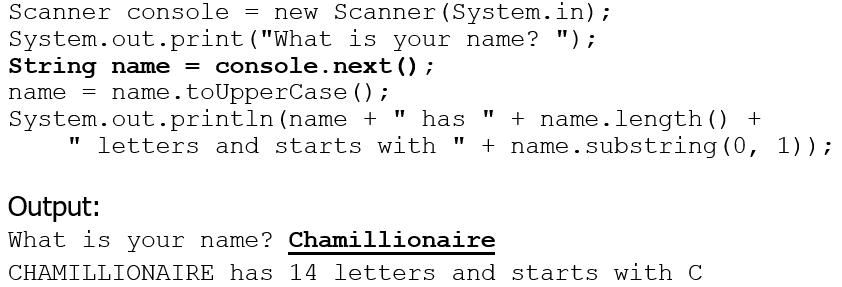 Scanner console = new Scanner(System.in);
System.out.print("What is your name? ");
String name = console.next();
name = name.toUpperCase();
System.out.println(name + " has " + name.length() +
    " letters and starts with " + name.substring(0, 1));
Output:
What is your name? Chamillionaire
CHAMILLIONAIRE has 14 letters and starts with C